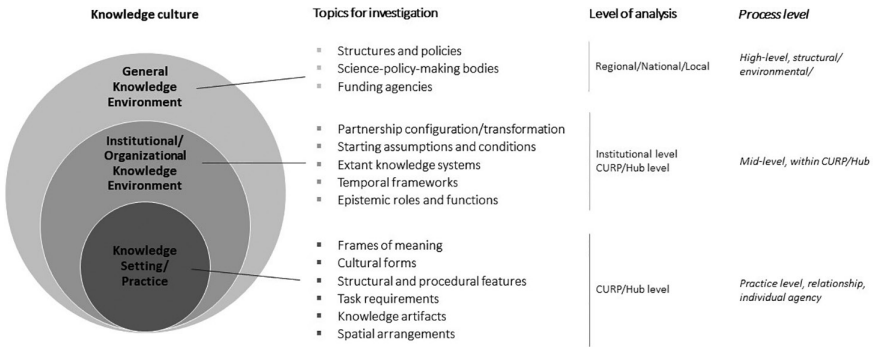 Knowledge culture
Topics for investigation
Level of analysis
Process level
General
Knowledge
Environment
Structures and policies
Science-policy-making bodies
Funding agencies
Regional/National/Local
High-level, structural/
environmental/
Institutional/
Organizational
Knowledge
Environment
Partnership configuration/transformation
Starting assumptions and conditions
Extant knowledge systems
Temporal frameworks
Epistemic roles and functions
Institutional level
CURP/Hub level
Mid-level, within CURP/Hub
Knowledge
Setting/
Practice
Frames of meaning
Cultural forms
Structural and procedural features
Task requirements
Knowledge artifacts
Spatial arrangements
CURP/Hub level
Practice level, relationship,
individual agency